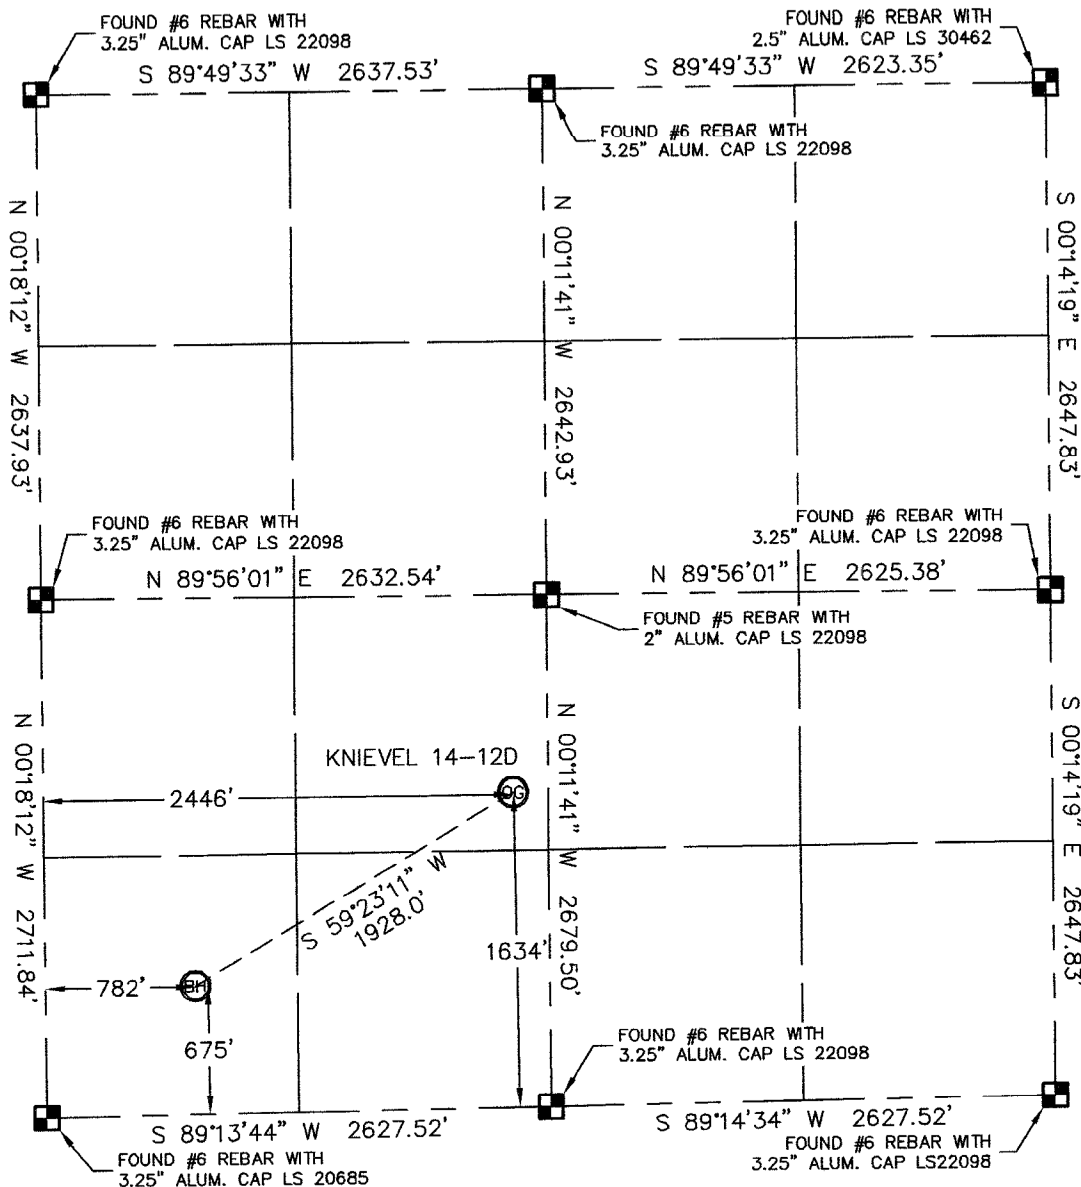 FOUND #6 REBAR WITH
3.25" ALUM. CAP LS 22098
S 89°49'33" W 2637.53'
FOUND #6 REBAR WITH
2.5" ALUM. CAP LS 30462
S 89°49'33" W 2623.35'
FOUND #6 REBAR WITH
3.25" ALUM. CAP LS 22098
N 00°18'12" W 2637.93'
N 00°11'41" W 2642.93'
S 00°14'19" E 2647.83'
FOUND #6 REBAR WITH
3.25" ALUM. CAP LS 22098
N 89°56'01" E 2632.54'
FOUND #6 REBAR WITH
3.25" ALUM. CAP LS 22098
N 89°56'01" E 2625.38'
FOUND #5 REBAR WITH
2" ALUM. CAP LS 22098
N 00°18'12" W 2711.84'
KNIEVEL 14-12D
OG
2446'
N 00°11'41" W 2679.50'
S 00°14'19" E 2647.83'
S 59°23'11" W
1928.0'
1634'
BH
782'
675'
FOUND #6 REBAR WITH
3.25" ALUM. CAP LS 22098
S 89°13'44" W 2627.52'
S 89°14'34" W 2627.52'
FOUND #6 REBAR WITH
3.25" ALUM. CAP LS 20685
FOUND #6 REBAR WITH
3.25" ALUM. CAP LS22098